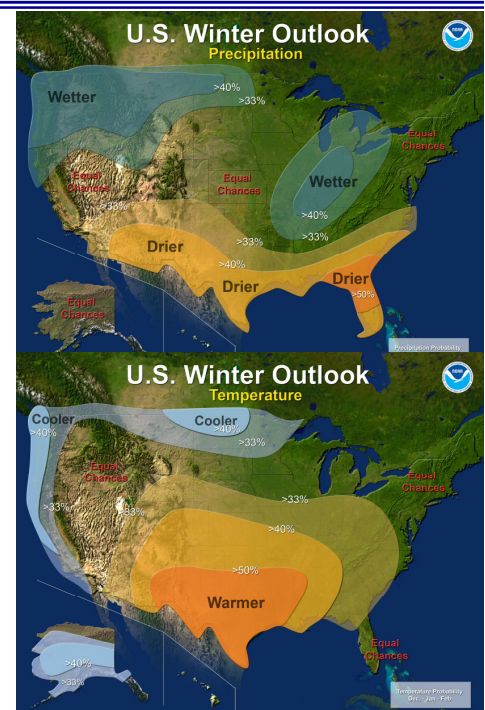 U.S. Winter Outlook
Precipitation
NOAA
Wetter
>40%
>33%
Equal
Chances
Equal
Chances
Equal
Chances
>33%
Wetter
>40%
>33%
Drier
>33%
>40%
Drier
Drier
>50%
Equal
Chances
Precipitation Probability
U.S. Winter Outlook
Temperature
NOAA
Cooler
>40%
Cooler
>40%
>33%
Equal
Chances
Equal
Chances
>33%
33%
>33%
>40%
>50%
Warmer
Equal
Chances
>40%
>33%
Temperature Probability
Dec - Jan - Feb